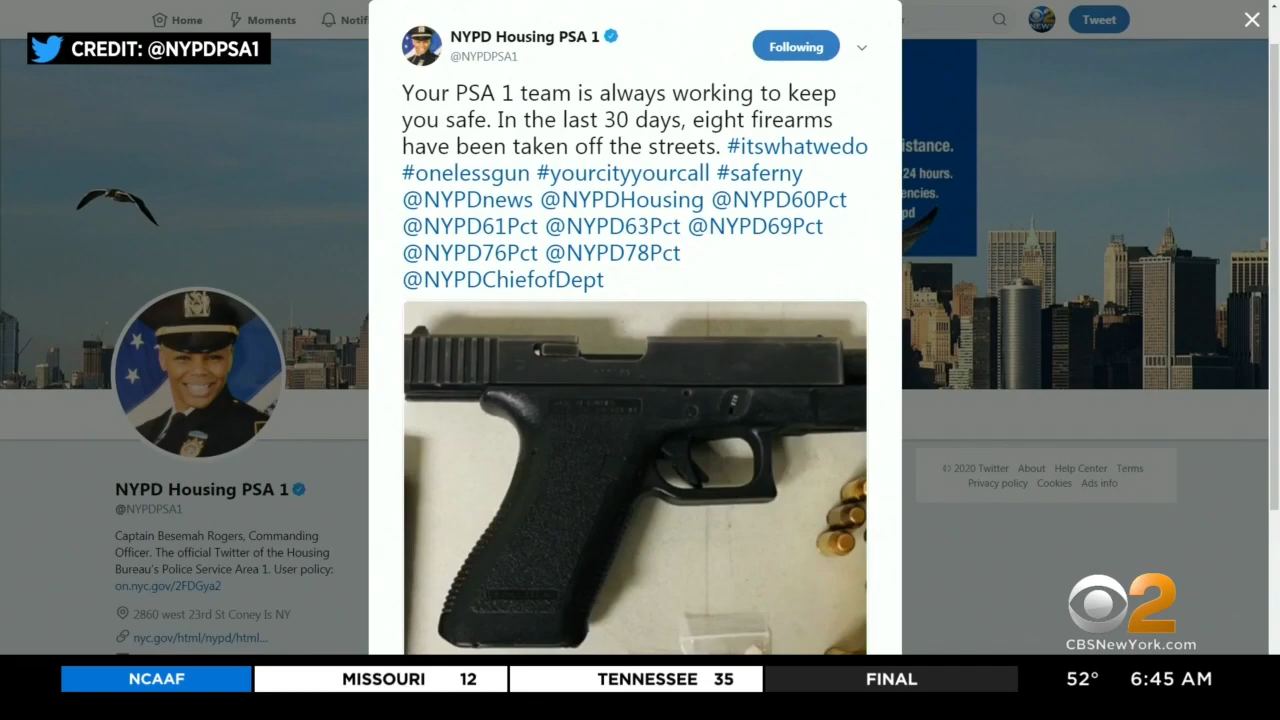 Home
Moments
Notif
Tweet
CREDIT: @NYPDPSA1
NYPD Housing PSA 1
@NYPDPSA1
Following
Your PSA 1 team is always working to keep
you safe. In the last 30 days, eight firearms
have been taken off the streets. #itswhatwedo
#onelessgun #yourcityyourcall #saferny
@NYPDnews @NYPDHousing @NYPD60Pct
@NYPD61Pct @NYPD63Pct @NYPD69Pct
@NYPD76Pct @NYPD78Pct
@NYPDChiefofDept
istance.
24 hours.
encies.
pd
NYPD Housing PSA 1
@NYPDPSA1
Captain Besemah Rogers, Commanding
Officer. The official Twitter of the Housing
Bureau's Police Service Area 1. User policy:
on.nyc.gov/2FDGya2
2860 west 23rd St Coney Is NY
nyc.gov/html/nypd/html...
© 2020 Twitter About Help Center Terms
Privacy policy Cookies Ads info
2
CBSNewYork.com
NCAAF MISSOURI 12 TENNESSEE 35 FINAL 52° 6:45 AM